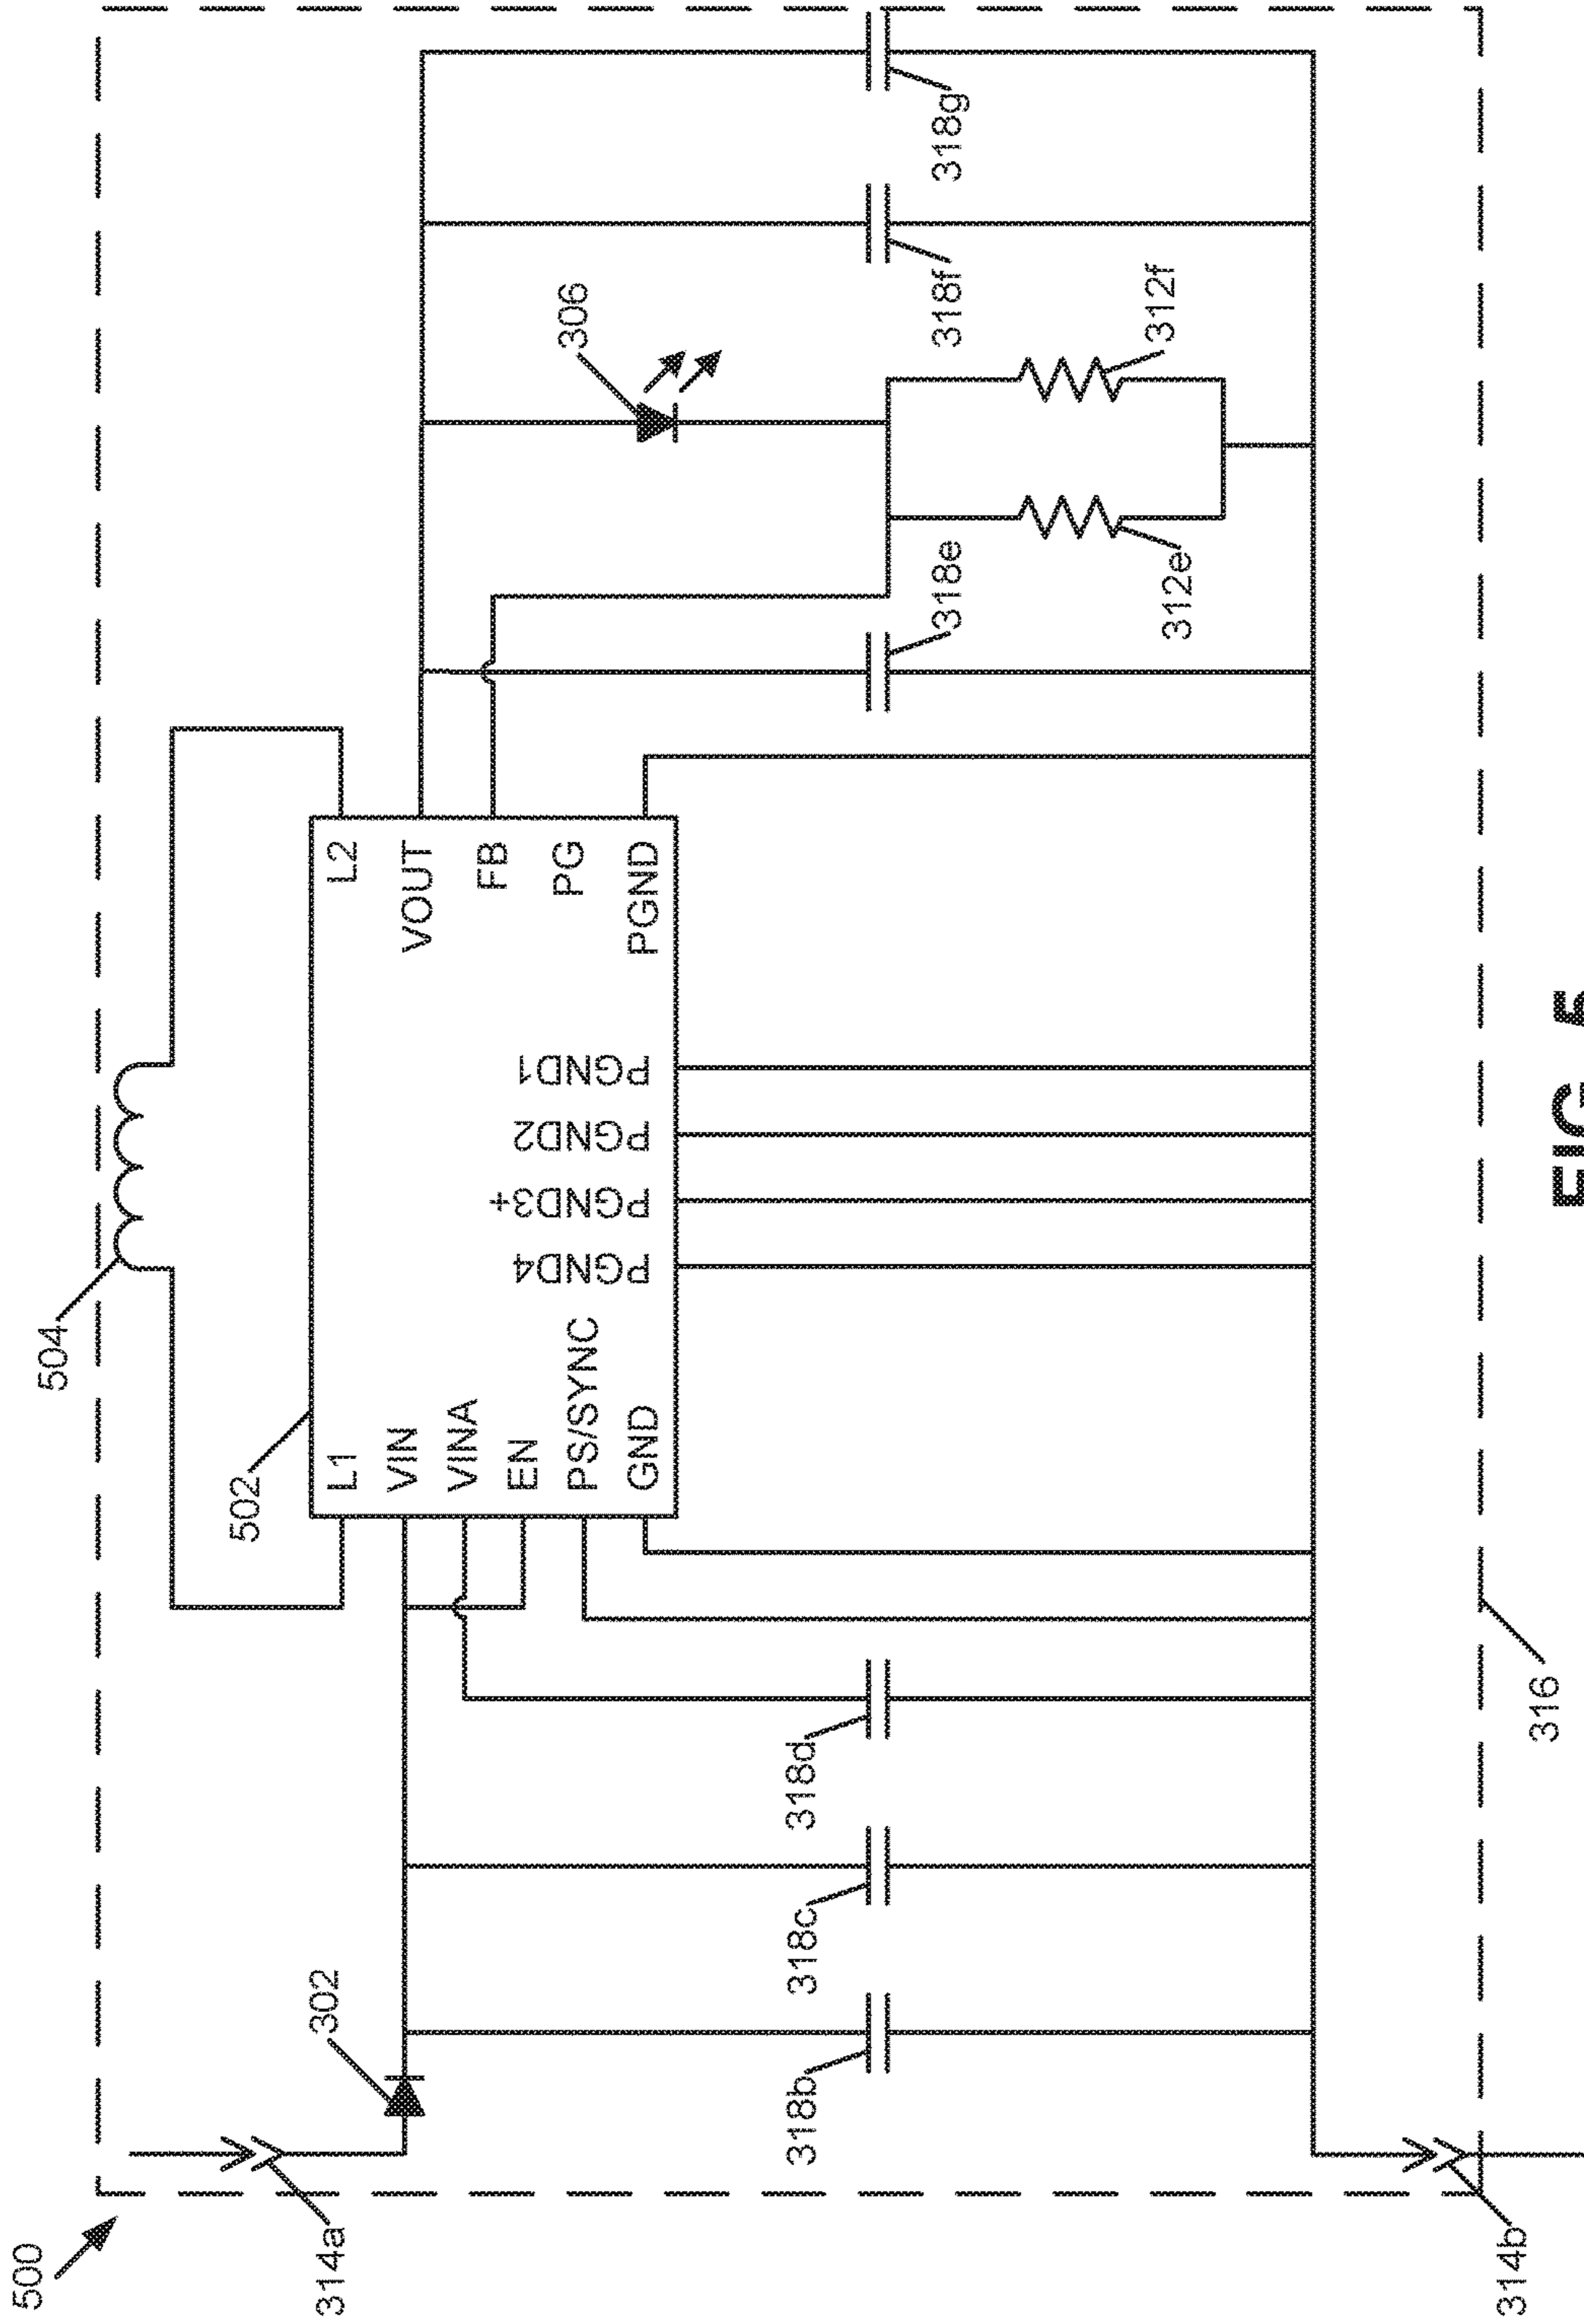 500
504
502
L1
VIN
VINA
EN
PS/SYNC
GND
PGND4
PGND3+
PGND2
PGND1
L2
VOUT
FB
PG
PGND
302
314a
318b
318c
318d
318e
306
318f
318g
312e
312f
314b
316
FIG. 5